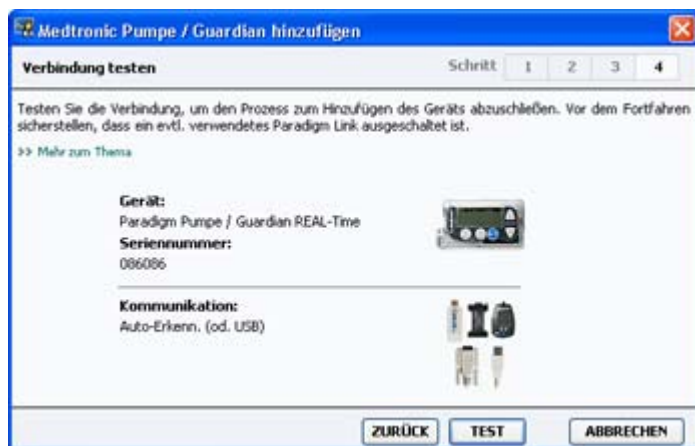 Medtronic Pumpe / Guardian hinzufügen
Verbindung testen Schritt 1 2 3 4
Testen Sie die Verbindung, um den Prozess zum Hinzufügen des Geräts abzuschließen. Vor dem Fortfahren
sicherstellen, dass ein evtl. verwendetes Paradigm Link ausgeschaltet ist.
>> Mehr zum Thema
Gerät:
Paradigm Pumpe / Guardian REAL-Time
Seriennummer:
086086
Kommunikation:
Auto-Erkenn. (od. USB)
ZURÜCK TEST ABBRECHEN